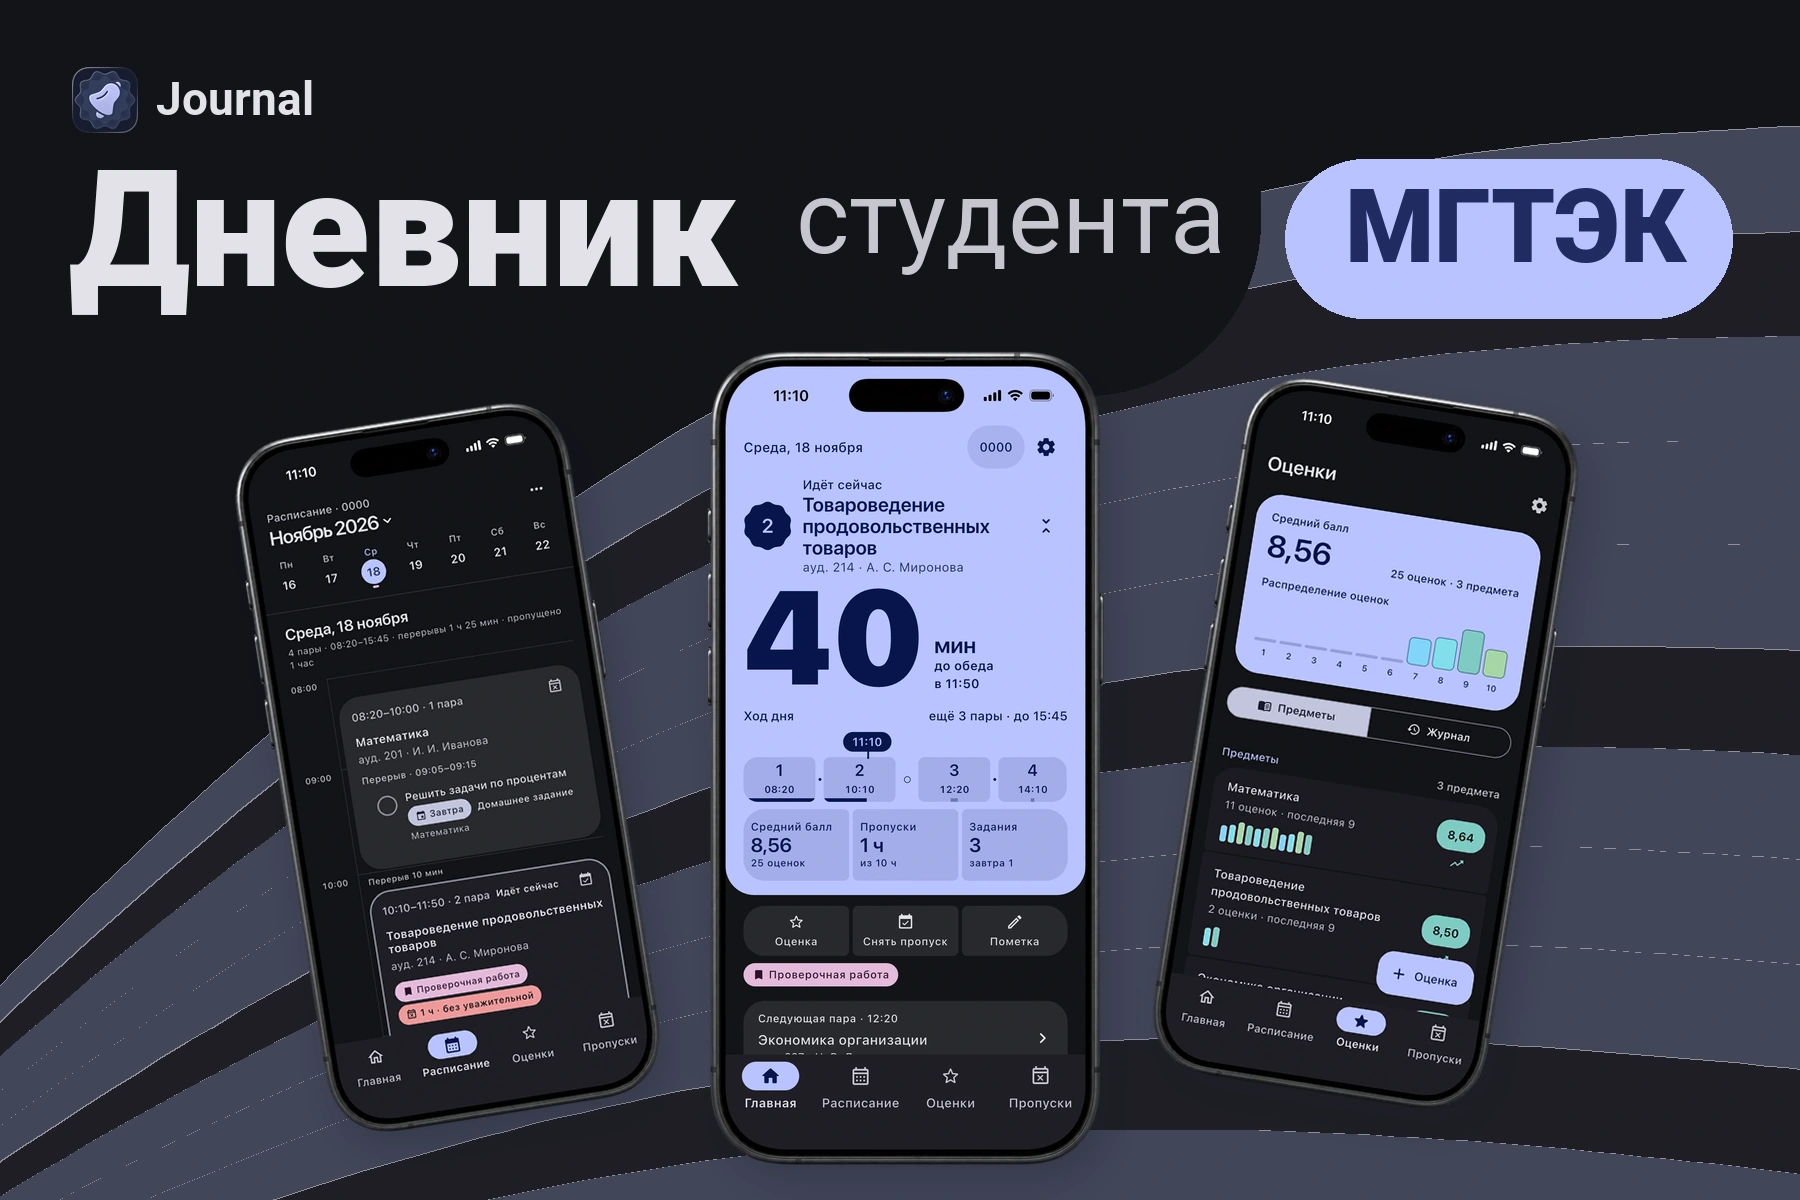 Journal
Дневник студента МГТЭК
11:10
Расписание · 0000
Ноябрь 2026
Пн Вт Ср Чт Пт Сб Вс
16 17 18 19 20 21 22
Среда, 18 ноября
4 пары · 08:20–15:45 · перерывы 1 ч 25 мин · пропущено
1 час
08:00
08:20–10:00 · 1 пара
Математика
ауд. 201 · И. И. Иванова
Перерыв · 09:05–09:15
09:00
Решить задачи по процентам
Завтра Домашнее задание
Математика
10:00
Перерыв 10 мин
10:10–11:50 · 2 пара Идёт сейчас
Товароведение продовольственных
товаров
ауд. 214 · А. С. Миронова
Проверочная работа
1 ч · без уважительной
Главная Расписание Оценки Пропуски
11:10
Среда, 18 ноября 0000
Идёт сейчас
2
Товароведение
продовольственных
товаров
ауд. 214 · А. С. Миронова
40 мин
до обеда
в 11:50
Ход дня ещё 3 пары · до 15:45
11:10
1 2 3 4
08:20 10:10 12:20 14:10
Средний балл Пропуски Задания
8,56 1 ч 3
25 оценок из 10 ч завтра 1
Оценка Снять пропуск Пометка
Проверочная работа
Следующая пара · 12:20
Экономика организации
Главная Расписание Оценки Пропуски
11:10
Оценки
Средний балл
8,56
25 оценок · 3 предмета
Распределение оценок
1 2 3 4 5 6 7 8 9 10
Предметы Журнал
Предметы 3 предмета
Математика
11 оценок · последняя 9
8,64
Товароведение
продовольственных товаров
2 оценки · последняя 9
8,50
+ Оценка
Экономика организации
Главная Расписание Оценки Пропуски